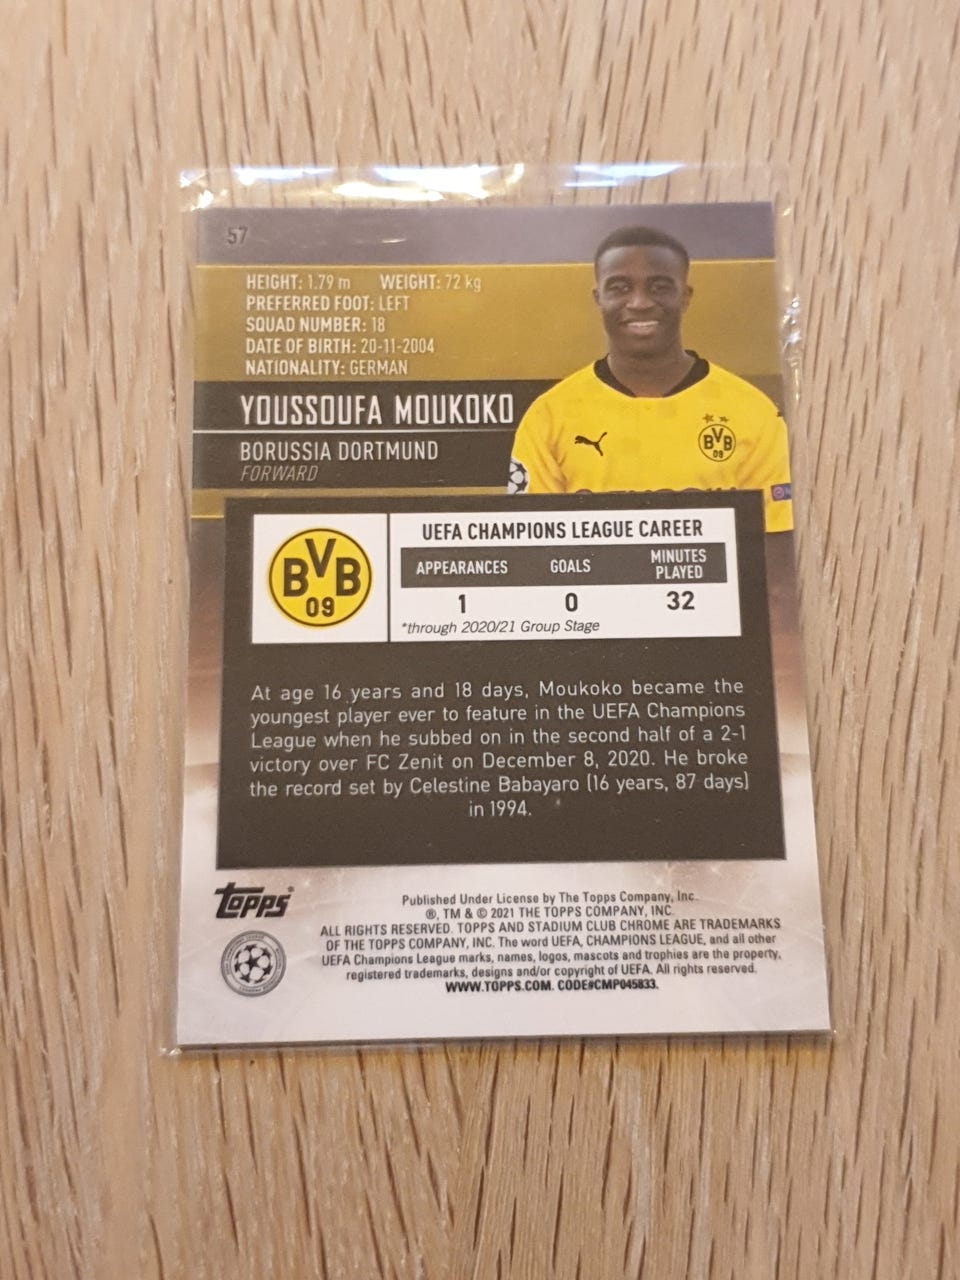 57
HEIGHT: 1.79 m WEIGHT: 72 kg
PREFERRED FOOT: LEFT
SQUAD NUMBER: 18
DATE OF BIRTH: 20-11-2004
NATIONALITY: GERMAN
YOUSSOUFA MOUKOKO
BORUSSIA DORTMUND
FORWARD
BVB
09
BVB
09
UEFA CHAMPIONS LEAGUE CAREER
APPEARANCES GOALS MINUTES PLAYED
1 0 32
*through 2020/21 Group Stage
At age 16 years and 18 days, Moukoko became the
youngest player ever to feature in the UEFA Champions
League when he subbed on in the second half of a 2-1
victory over FC Zenit on December 8, 2020. He broke
the record set by Celestine Babayaro (16 years, 87 days)
in 1994.
Topps®
Published Under License by The Topps Company, Inc.
®, TM & © 2021 THE TOPPS COMPANY, INC.
ALL RIGHTS RESERVED. TOPPS AND STADIUM CLUB CHROME ARE TRADEMARKS
OF THE TOPPS COMPANY, INC. The word UEFA, CHAMPIONS LEAGUE, and all other
UEFA Champions League marks, names, logos, mascots and trophies are the property,
registered trademarks, designs and/or copyright of UEFA. All rights reserved.
WWW.TOPPS.COM. CODE#CMP045833.